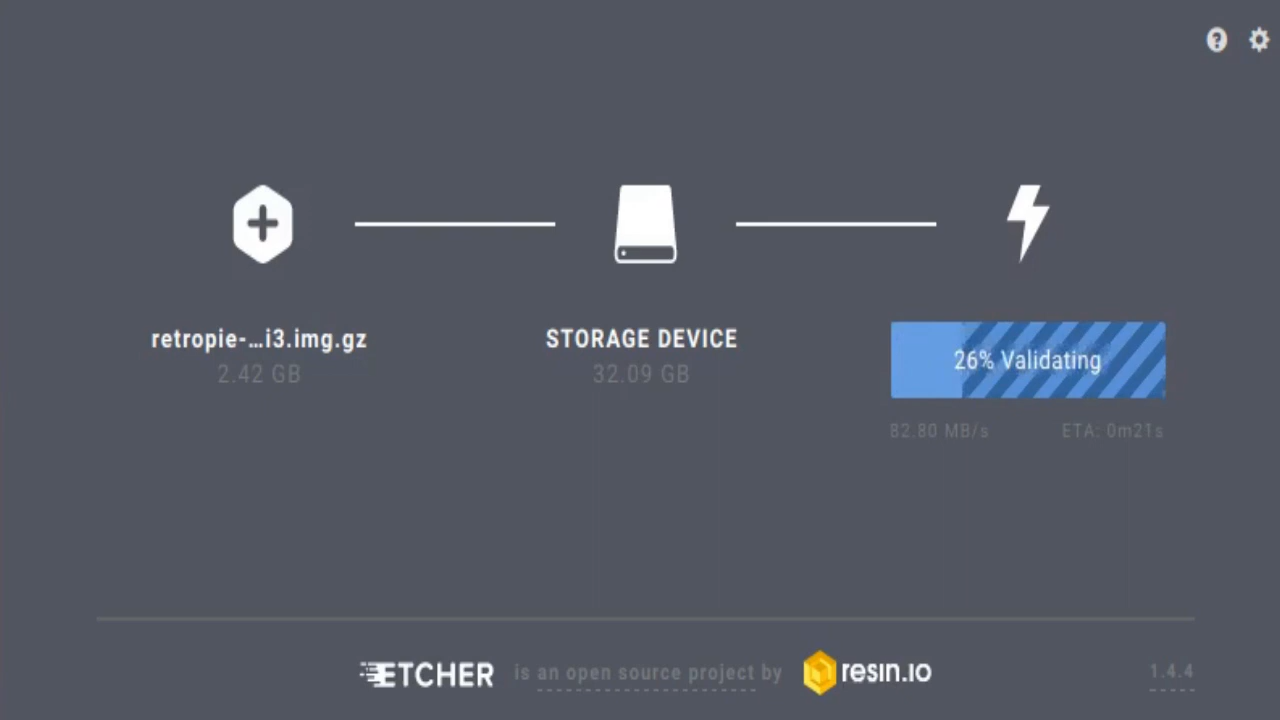 retropie-...i3.img.gz
2.42 GB
STORAGE DEVICE
32.09 GB
26% Validating
82.80 MB/s ETA: 0m21s
ETCHER is an open source project by resin.io 1.4.4